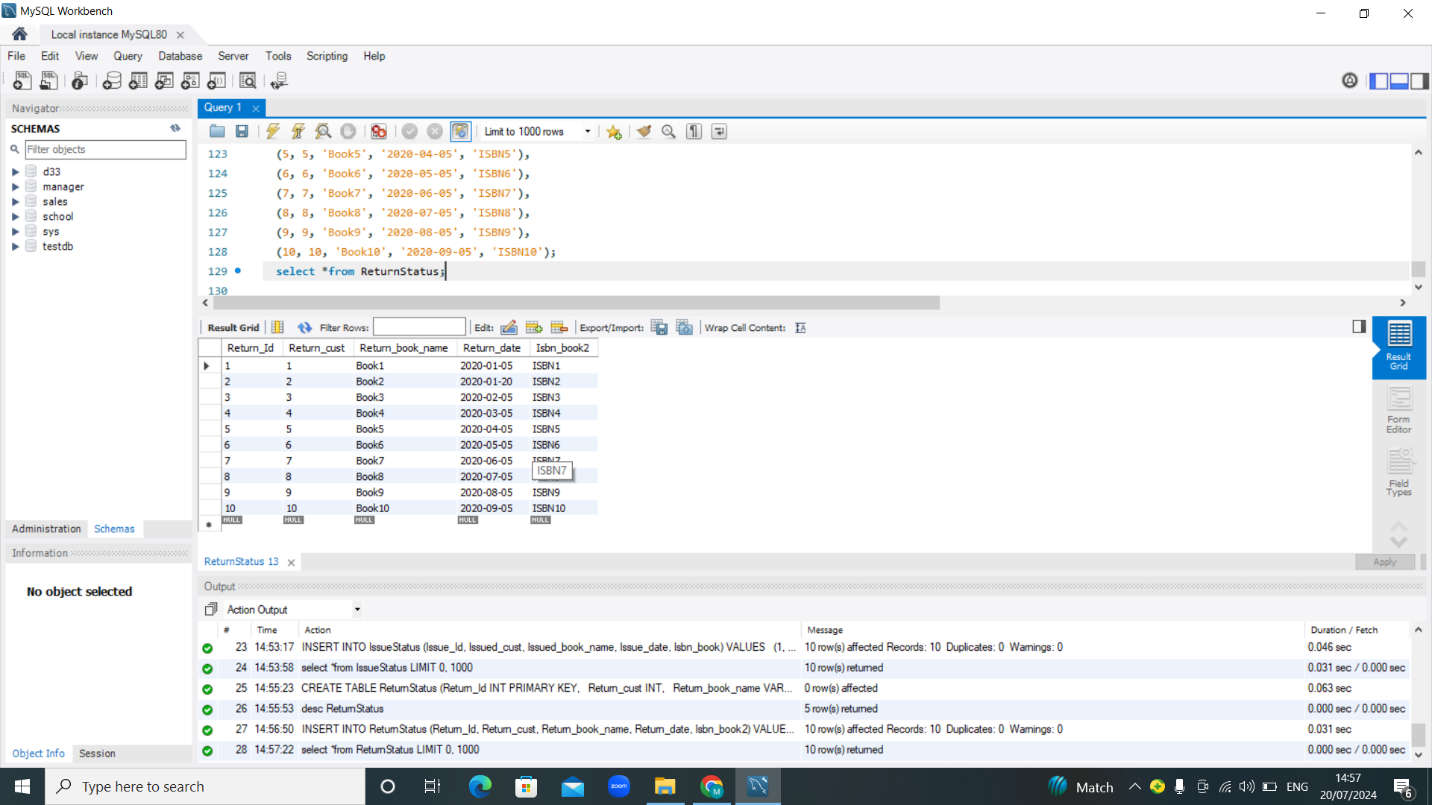 MySQL Workbench
Local instance MySQL80
File Edit View Query Database Server Tools Scripting Help
Navigator
SCHEMAS
Filter objects
d33
manager
sales
school
sys
testdb
Administration Schemas
Information
No object selected
Object Info Session
Query 1
Limit to 1000 rows
123 (5, 5, 'Book5', '2020-04-05', 'ISBN5'),
124 (6, 6, 'Book6', '2020-05-05', 'ISBN6'),
125 (7, 7, 'Book7', '2020-06-05', 'ISBN7'),
126 (8, 8, 'Book8', '2020-07-05', 'ISBN8'),
127 (9, 9, 'Book9', '2020-08-05', 'ISBN9'),
128 (10, 10, 'Book10', '2020-09-05', 'ISBN10');
129 select *from ReturnStatus;
130
Result Grid Filter Rows: Edit: Export/Import: Wrap Cell Content:
Return_Id Return_cust Return_book_name Return_date Isbn_book2
1 1 Book1 2020-01-05 ISBN1
2 2 Book2 2020-01-20 ISBN2
3 3 Book3 2020-02-05 ISBN3
4 4 Book4 2020-03-05 ISBN4
5 5 Book5 2020-04-05 ISBN5
6 6 Book6 2020-05-05 ISBN6
7 7 Book7 2020-06-05 ISBN7
ISBN7
8 8 Book8 2020-07-05
9 9 Book9 2020-08-05 ISBN9
10 10 Book10 2020-09-05 ISBN10
NULL NULL NULL NULL NULL
Result
Grid
Form
Editor
Field
Types
ReturnStatus 13
Apply
Output
Action Output
# Time Action Message Duration / Fetch
23 14:53:17 INSERT INTO IssueStatus (Issue_Id, Issued_cust, Issued_book_name, Issue_date, Isbn_book) VALUES (1, ... 10 row(s) affected Records: 10 Duplicates: 0 Warnings: 0 0.046 sec
24 14:53:58 select *from IssueStatus LIMIT 0, 1000 10 row(s) returned 0.031 sec / 0.000 sec
25 14:55:23 CREATE TABLE ReturnStatus (Return_Id INT PRIMARY KEY, Return_cust INT, Return_book_name VAR... 0 row(s) affected 0.063 sec
26 14:55:53 desc ReturnStatus 5 row(s) returned 0.000 sec / 0.000 sec
27 14:56:50 INSERT INTO ReturnStatus (Return_Id, Return_cust, Return_book_name, Return_date, Isbn_book2) VALUE... 10 row(s) affected Records: 10 Duplicates: 0 Warnings: 0 0.031 sec
28 14:57:22 select *from ReturnStatus LIMIT 0, 1000 10 row(s) returned 0.000 sec / 0.000 sec
Type here to search
zoom
M
Match
ENG
14:57
20/07/2024
6